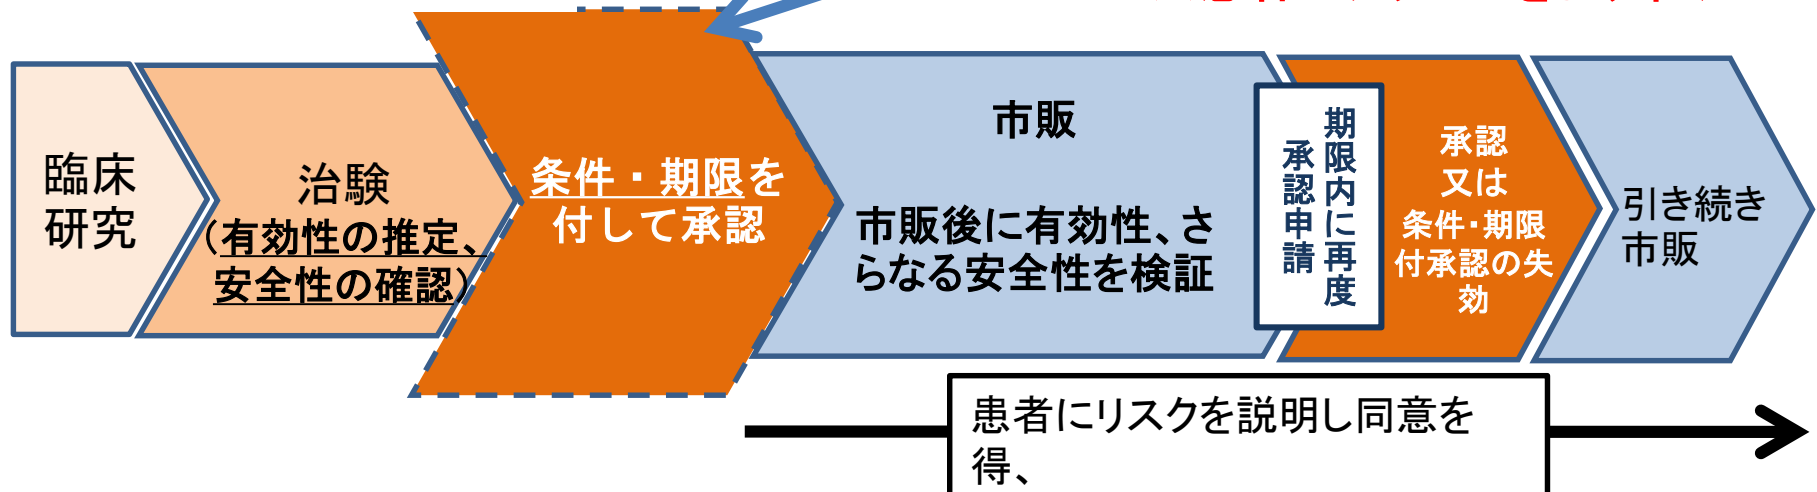 臨床
研究
治験
（有効性の推定、
安全性の確認）
条件・期限を
付して承認
市販
市販後に有効性、さ
らなる安全性を検証
期限内に再度
承認申請
承認
又は
条件・期限
付承認の失
効
引き続き
市販
患者にリスクを説明し同意を
得、